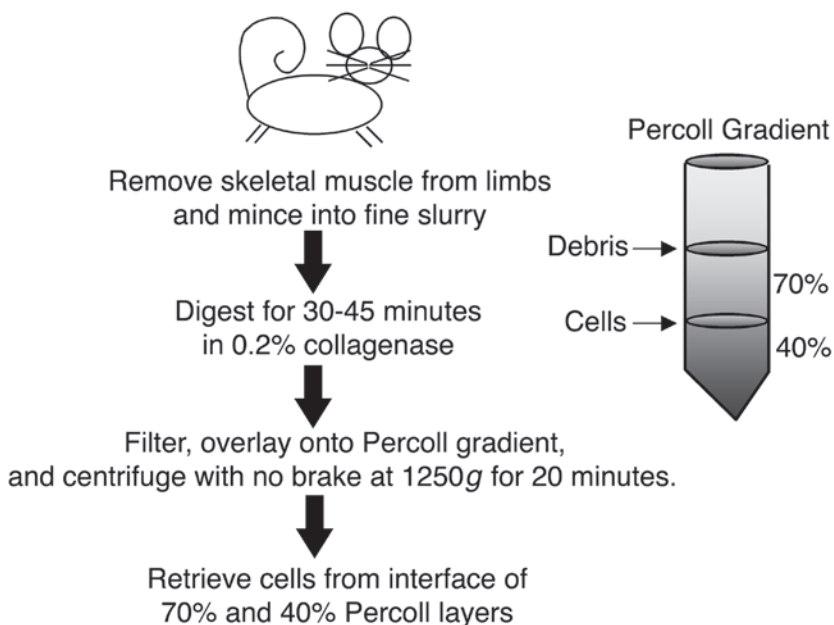 Remove skeletal muscle from limbs
and mince into fine slurry
Digest for 30-45 minutes
in 0.2% collagenase
Filter, overlay onto Percoll gradient,
and centrifuge with no brake at 1250g for 20 minutes.
Retrieve cells from interface of
70% and 40% Percoll layers
Percoll Gradient
Debris
70%
Cells
40%